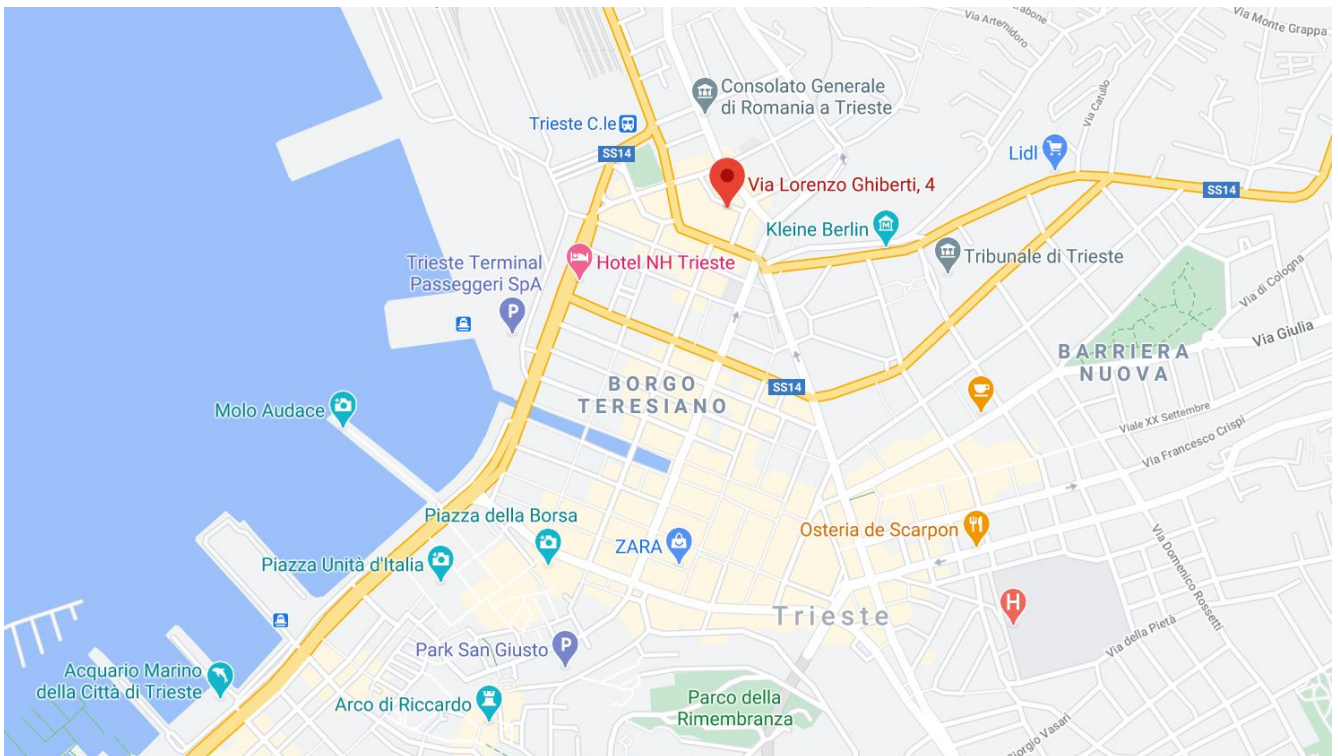 Via Artemidoro
Via Monte Grappa
Consolato Generale
di Romania a Trieste
Via Catullo
Trieste C.le
SS14
Lidl
Via Lorenzo Ghiberti, 4
SS14
Kleine Berlin
Tribunale di Trieste
Trieste Terminal
Passeggeri SpA
P
Hotel NH Trieste
Via di Cologna
Via Giulia
BARRIERA
NUOVA
BORGO
TERESIANO
SS14
Molo Audace
Viale XX Settembre
Via Francesco Crispi
Piazza della Borsa
ZARA
Osteria de Scarpon
Piazza Unità d'Italia
Via Domenico Rossetti
H
Trieste
Park San Giusto
P
Via della Pietà
Acquario Marino
della Città di Trieste
Arco di Riccardo
Parco della
Rimembranza
Giorgio Vasari